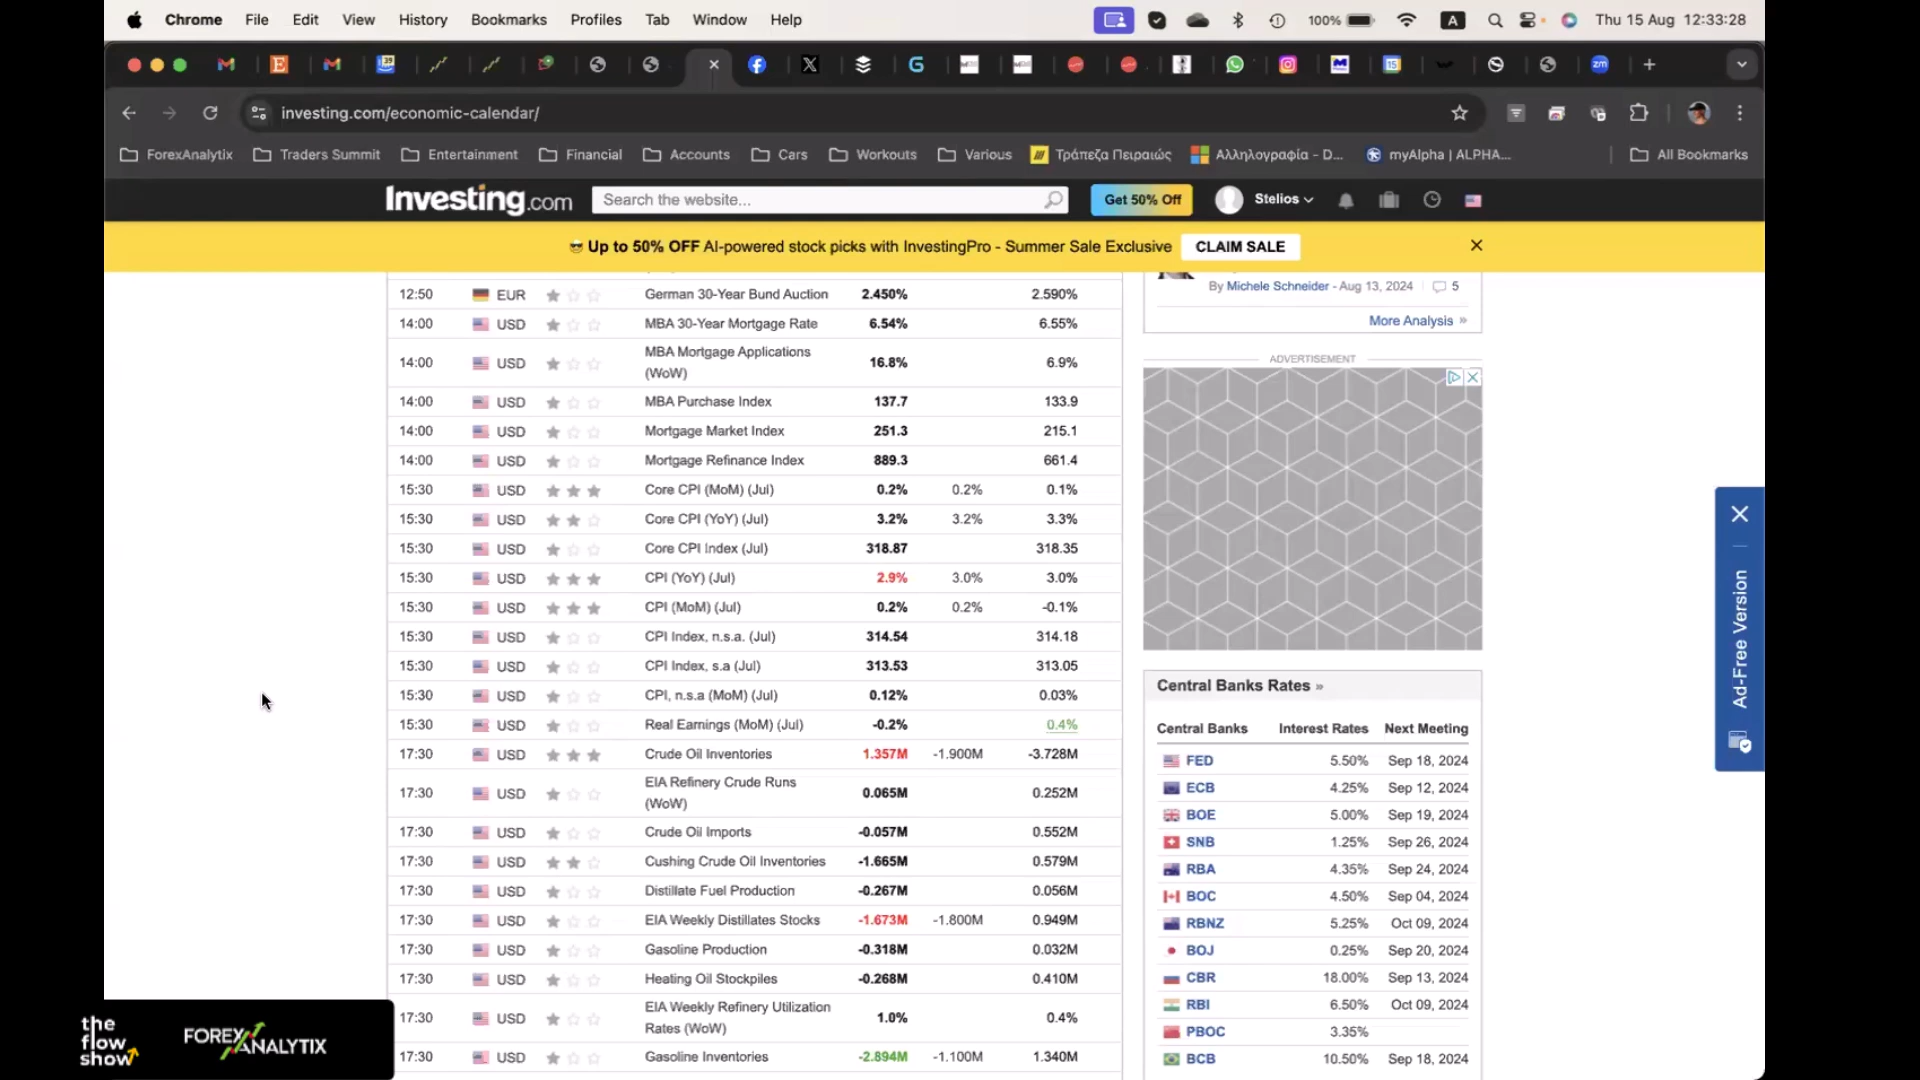 Chrome File Edit View History Bookmarks Profiles Tab Window Help 100% A Thu 15 Aug 12:33:28
investing.com/economic-calendar/
ForexAnalytix Traders Summit Entertainment Financial Accounts Cars Workouts Various Τράπεζα Πειραιώς Αλληλογραφία - D... myAlpha | ALPHA... All Bookmarks
Investing.com Search the website... Get 50% Off Stelios
Up to 50% OFF AI-powered stock picks with InvestingPro - Summer Sale Exclusive CLAIM SALE
12:50 EUR German 30-Year Bund Auction 2.450% 2.590%
14:00 USD MBA 30-Year Mortgage Rate 6.54% 6.55%
14:00 USD MBA Mortgage Applications (WoW) 16.8% 6.9%
14:00 USD MBA Purchase Index 137.7 133.9
14:00 USD Mortgage Market Index 251.3 215.1
14:00 USD Mortgage Refinance Index 889.3 661.4
15:30 USD Core CPI (MoM) (Jul) 0.2% 0.2% 0.1%
15:30 USD Core CPI (YoY) (Jul) 3.2% 3.2% 3.3%
15:30 USD Core CPI Index (Jul) 318.87 318.35
15:30 USD CPI (YoY) (Jul) 2.9% 3.0% 3.0%
15:30 USD CPI (MoM) (Jul) 0.2% 0.2% -0.1%
15:30 USD CPI Index, n.s.a. (Jul) 314.54 314.18
15:30 USD CPI Index, s.a (Jul) 313.53 313.05
15:30 USD CPI, n.s.a (MoM) (Jul) 0.12% 0.03%
15:30 USD Real Earnings (MoM) (Jul) -0.2% 0.4%
17:30 USD Crude Oil Inventories 1.357M -1.900M -3.728M
17:30 USD EIA Refinery Crude Runs (WoW) 0.065M 0.252M
17:30 USD Crude Oil Imports -0.057M 0.552M
17:30 USD Cushing Crude Oil Inventories -1.665M 0.579M
17:30 USD Distillate Fuel Production -0.267M 0.056M
17:30 USD EIA Weekly Distillates Stocks -1.673M -1.800M 0.949M
17:30 USD Gasoline Production -0.318M 0.032M
17:30 USD Heating Oil Stockpiles -0.268M 0.410M
17:30 USD EIA Weekly Refinery Utilization Rates (WoW) 1.0% 0.4%
17:30 USD Gasoline Inventories -2.894M -1.100M 1.340M
By Michele Schneider - Aug 13, 2024 5
More Analysis »
ADVERTISEMENT
Central Banks Rates »
Central Banks Interest Rates Next Meeting
FED 5.50% Sep 18, 2024
ECB 4.25% Sep 12, 2024
BOE 5.00% Sep 19, 2024
SNB 1.25% Sep 26, 2024
RBA 4.35% Sep 24, 2024
BOC 4.50% Sep 04, 2024
RBNZ 5.25% Oct 09, 2024
BOJ 0.25% Sep 20, 2024
CBR 18.00% Sep 13, 2024
RBI 6.50% Oct 09, 2024
PBOC 3.35%
BCB 10.50% Sep 18, 2024
Ad-Free Version
the
flow
show
FOREX ANALYTIX